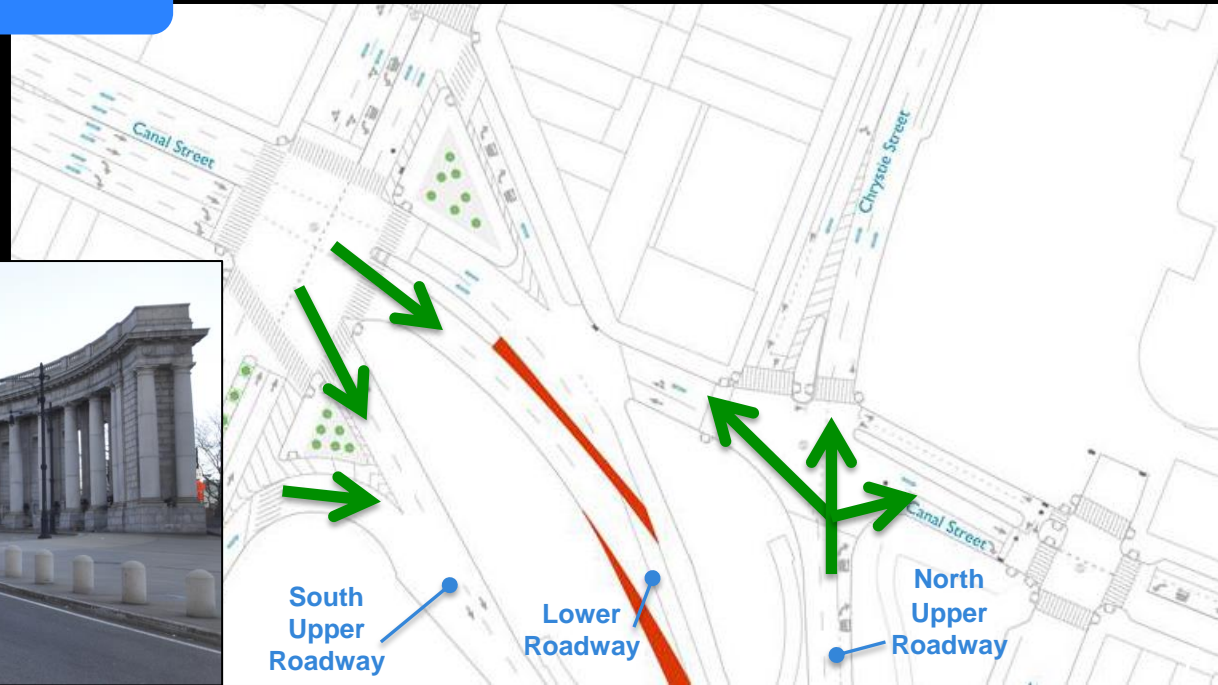 Canal Street
Chrystie Street
Canal Street
South
Upper
Roadway
Lower
Roadway
North
Upper
Roadway